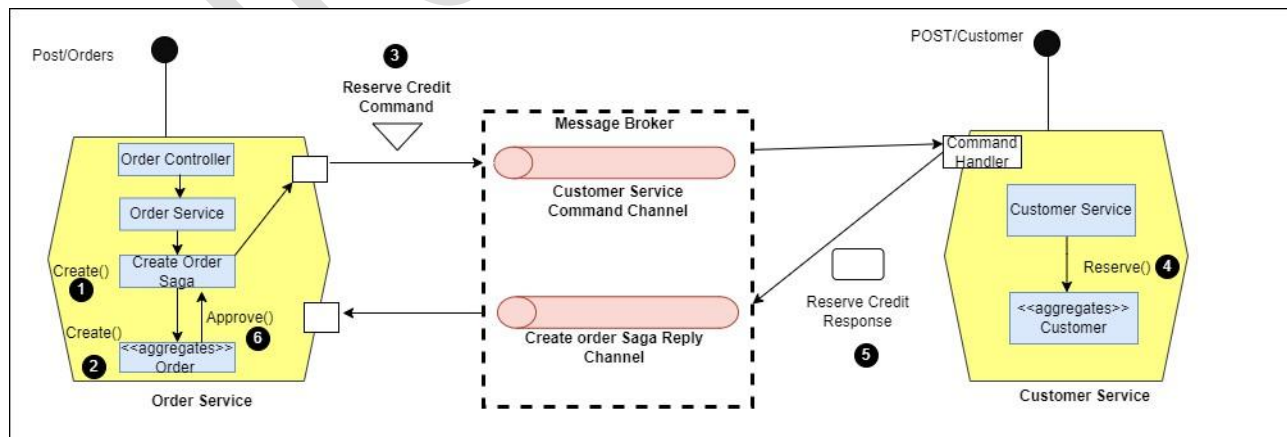 Post/Orders
3
Reserve Credit
Command
POST/Customer
Message Broker
Order Controller
Command
Handler
Order Service
Customer Service
Command Channel
Customer Service
Create()
1
Create Order
Saga
Reserve()
4
Create()
Approve()
6
Reserve Credit
Response
<<aggregates>>
Customer
2
<<aggregates>>
Order
Create order Saga Reply
Channel
5
Order Service
Customer Service